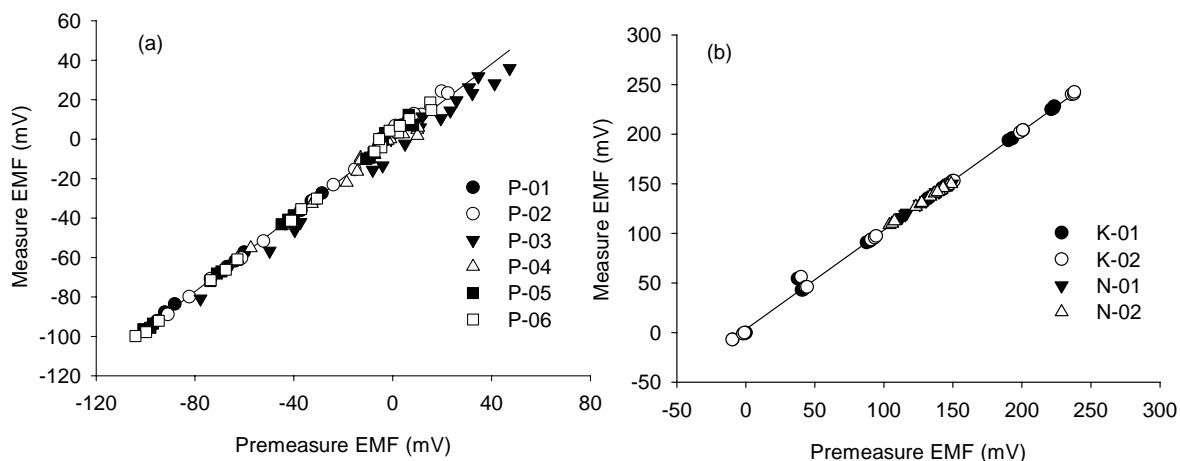 (a)
Measure EMF (mV)
60
40
20
0
-20
-40
-60
-80
-100
-120
-120
-80
-40
0
40
80
Premeasure EMF (mV)
P-01
P-02
P-03
P-04
P-05
P-06
(b)
Measure EMF (mV)
300
250
200
150
100
50
0
-50
-50
0
50
100
150
200
250
300
Premeasure EMF (mV)
K-01
K-02
N-01
N-02